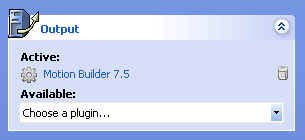 Output
Active:
Motion Builder 7.5
Available:
Choose a plugin...